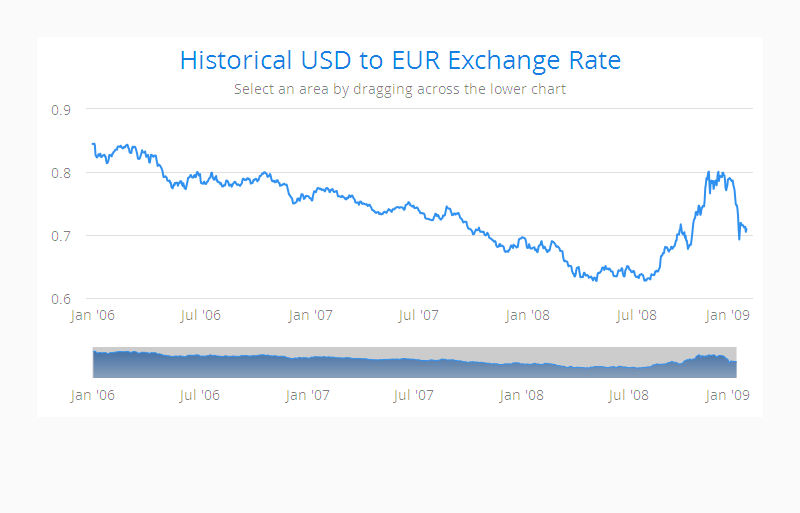 Historical USD to EUR Exchange Rate
Select an area by dragging across the lower chart
0.9
0.8
0.7
0.6
Jan '06 Jul '06 Jan '07 Jul '07 Jan '08 Jul '08 Jan '09
Jan '06 Jul '06 Jan '07 Jul '07 Jan '08 Jul '08 Jan '09